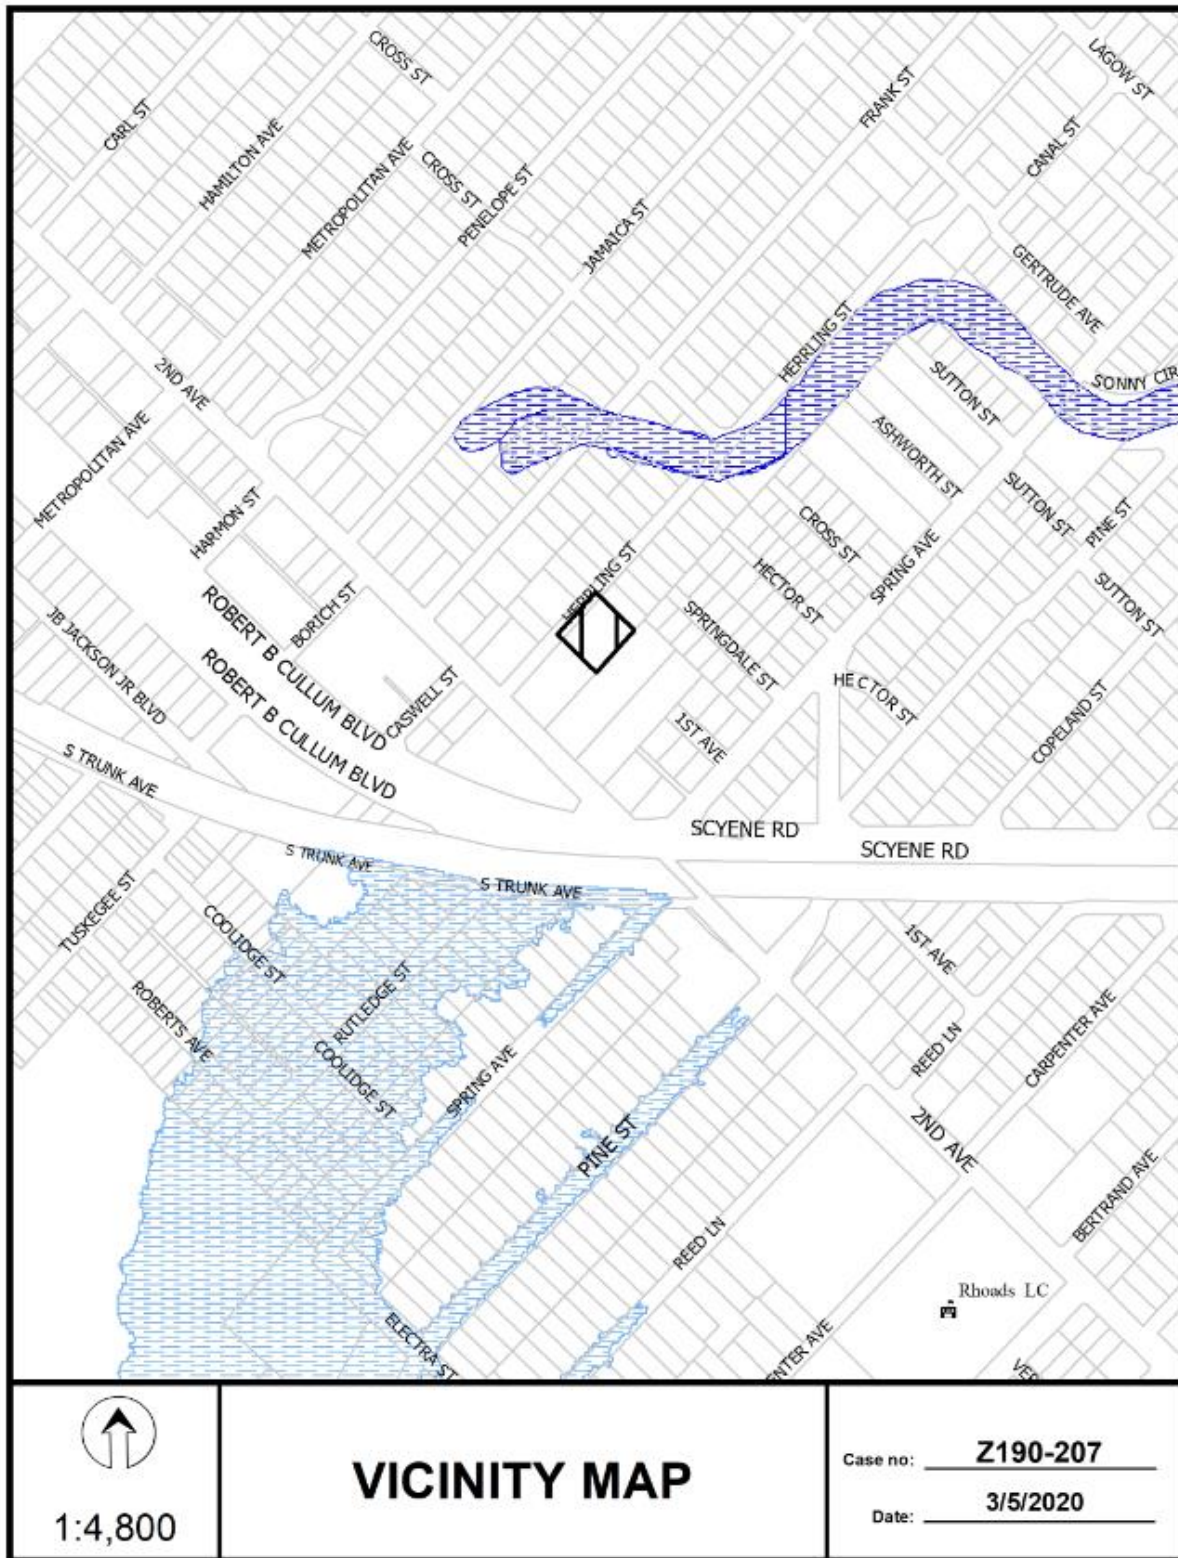 CROSS ST
LAGOW ST
CARL ST
FRANK ST
HAMILTON AVE
CANAL ST
METROPOLITAN AVE
CROSS ST
PENELOPE ST
JAMAICA ST
GERTRUDE AVE
HERRLING ST
2ND AVE
SUTTON ST
SONNY CIR
METROPOLITAN AVE
ASHWORTH ST
SUTTON ST
PINE ST
HARMON ST
CROSS ST
SPRING AVE
HERRLING ST
HECTOR ST
SUTTON ST
ROBERT B CULLUM BLVD
BORICH ST
SPRINGDALE ST
JB JACKSON JR BLVD
ROBERT B CULLUM BLVD
CASWELL ST
HECTOR ST
COPELAND ST
1ST AVE
S TRUNK AVE
SCYENE RD
SCYENE RD
S TRUNK AVE
S TRUNK AVE
TUSKEGEE ST
COOLIDGE ST
1ST AVE
RUTLEDGE ST
ROBERTS AVE
COOLIDGE ST
SPRING AVE
REED LN
CARPENTER AVE
PINE ST
2ND AVE
BERTRAND AVE
REED LN
Rhoads LC
ELECTRA ST
ENTER AVE
VER
1:4,800
VICINITY MAP
Case no: Z190-207
Date: 3/5/2020